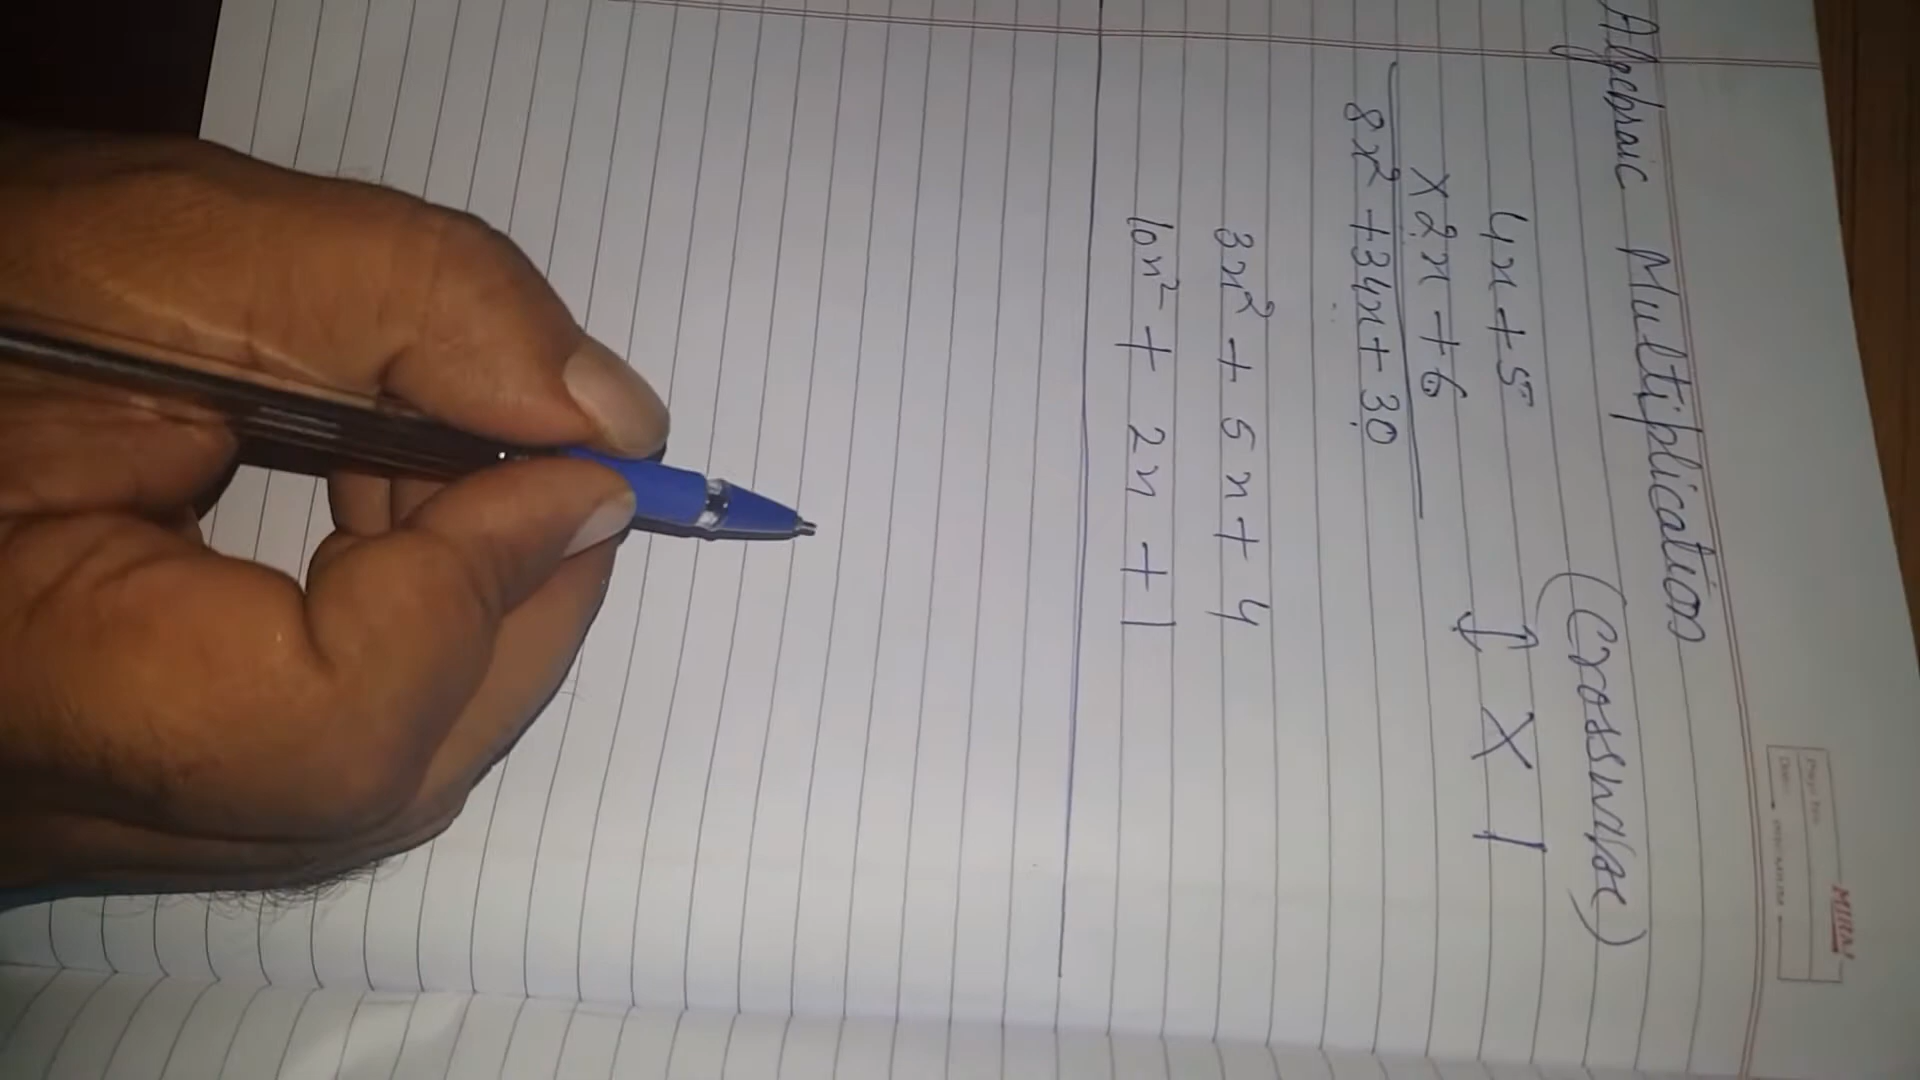 Algebraic Multiplication
(Crosswise)
4x + 5
↕ X |
× 2x + 6
8x² + 34x + 30
3x² + 5x + 4
10x² + 2x + 1